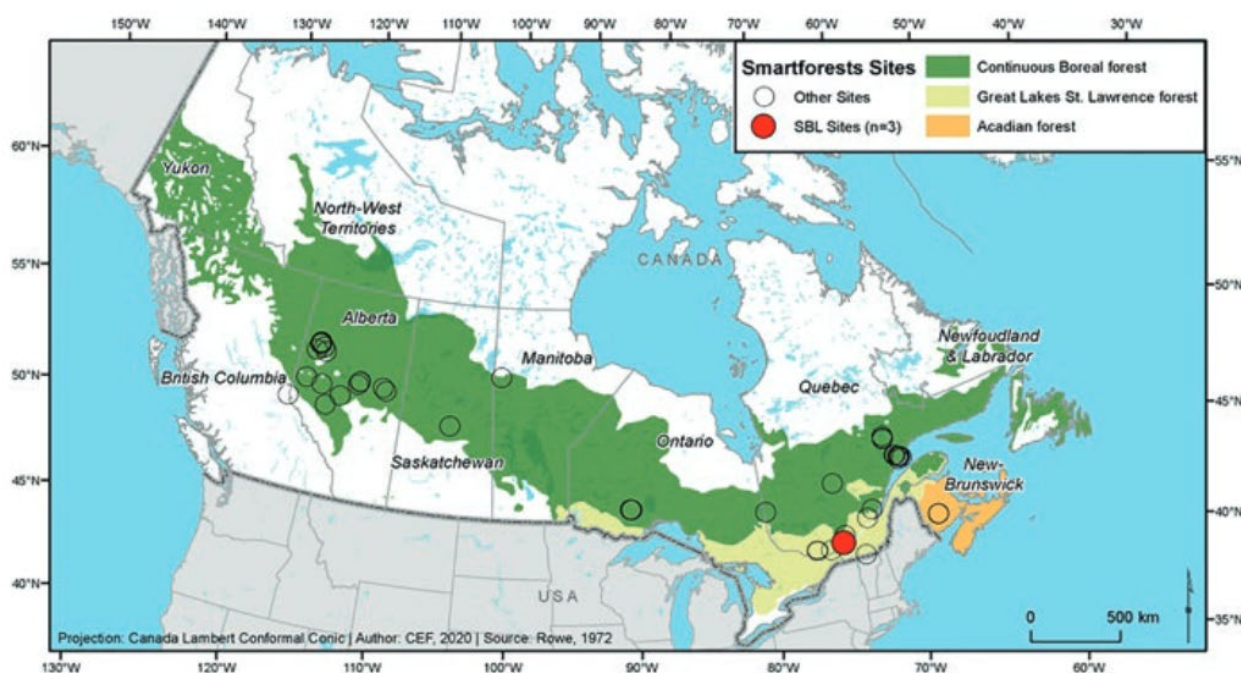 150°W 140°W 130°W 120°W 110°W 100°W 90°W 80°W 70°W 60°W 50°W 40°W 30°W
Smartforests Sites
Other Sites
SBL Sites (n=3)
Continuous Boreal forest
Great Lakes St. Lawrence forest
Acadian forest
60°N
55°N
50°N
45°N
40°N
55°N
50°N
45°N
40°N
35°N
Yukon
North-West
Territories
CANADA
Alberta
British Columbia
Manitoba
Saskatchewan
Ontario
Quebec
Newfoundland
& Labrador
New-
Brunswick
USA
0 500 km
Projection: Canada Lambert Conformal Conic | Author: CEF, 2020 | Source: Rowe, 1972
130°W 120°W 110°W 100°W 90°W 80°W 70°W 60°W